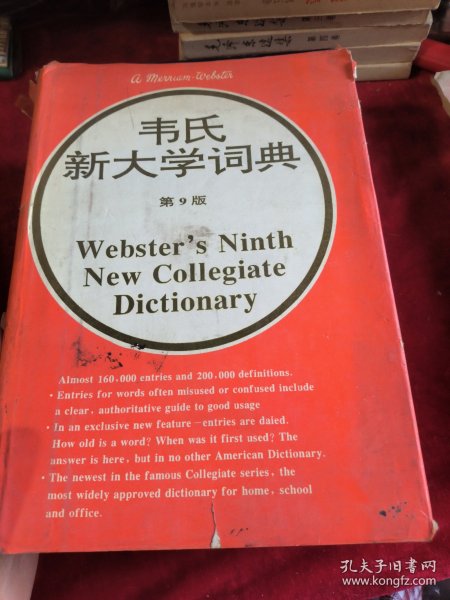 A Merriam-Webster
韦氏
新大学词典
第9版
Webster's Ninth
New Collegiate
Dictionary
Almost 160,000 entries and 200,000 definitions.
· Entries for words often misused or confused include
a clear, authoritative guide to good usage
· In an exclusive new feature—entries are daied.
How old is a word? When was it first used? The
answer is here, but in no other American Dictionary.
· The newest in the famous Collegiate series, the
most widely approved dictionary for home, school
and office.
孔夫子旧书网
www.kongfz.com